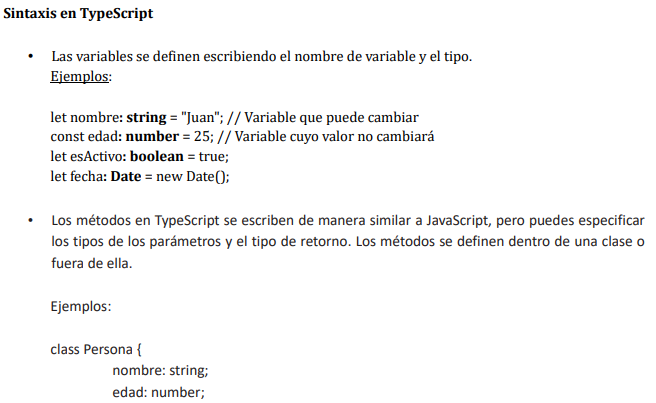 Sintaxis en TypeScript
• Las variables se definen escribiendo el nombre de variable y el tipo.
Ejemplos:
let nombre: string = "Juan"; // Variable que puede cambiar
const edad: number = 25; // Variable cuyo valor no cambiará
let esActivo: boolean = true;
let fecha: Date = new Date();
• Los métodos en TypeScript se escriben de manera similar a JavaScript, pero puedes especificar
los tipos de los parámetros y el tipo de retorno. Los métodos se definen dentro de una clase o
fuera de ella.
Ejemplos:
class Persona {
nombre: string;
edad: number;